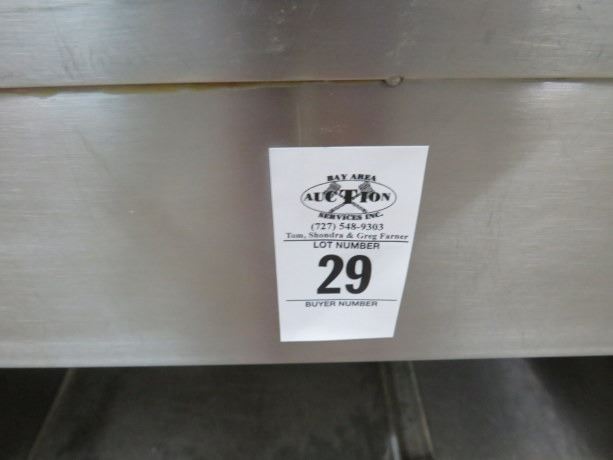 BAY AREA
AUCTION
SERVICES INC.
(727) 548-9303
Tom, Shondra & Greg Farner
LOT NUMBER
29
BUYER NUMBER